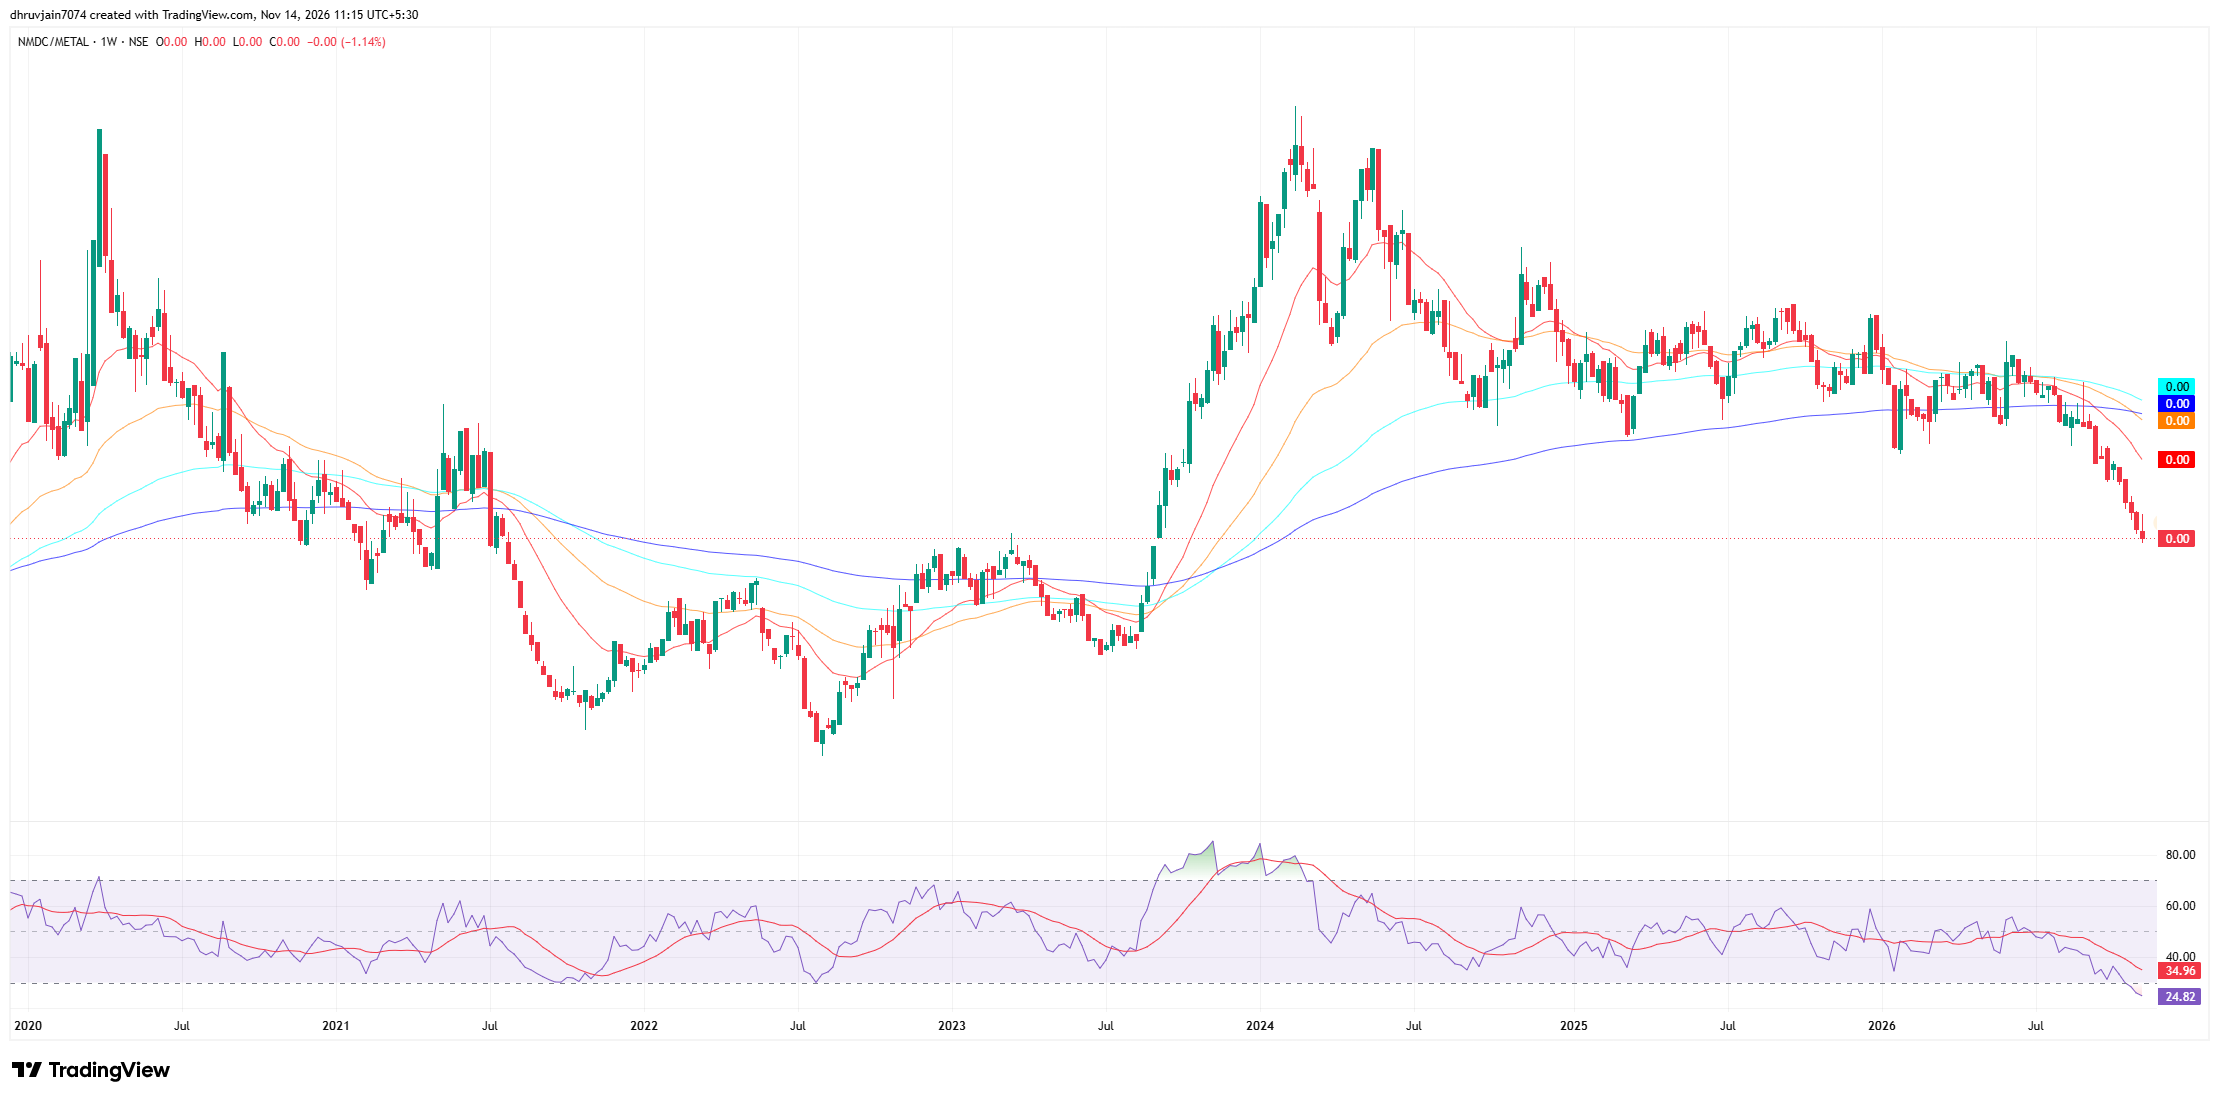 dhruvjain7074 created with TradingView.com, Nov 14, 2026 11:15 UTC+5:30
NMDC/METAL · 1W · NSE O0.00 H0.00 L0.00 C0.00 −0.00 (−1.14%)
0.00
0.00
0.00
0.00
0.00
80.00
60.00
40.00
34.96
24.82
2020 Jul 2021 Jul 2022 Jul 2023 Jul 2024 Jul 2025 Jul 2026 Jul
TradingView